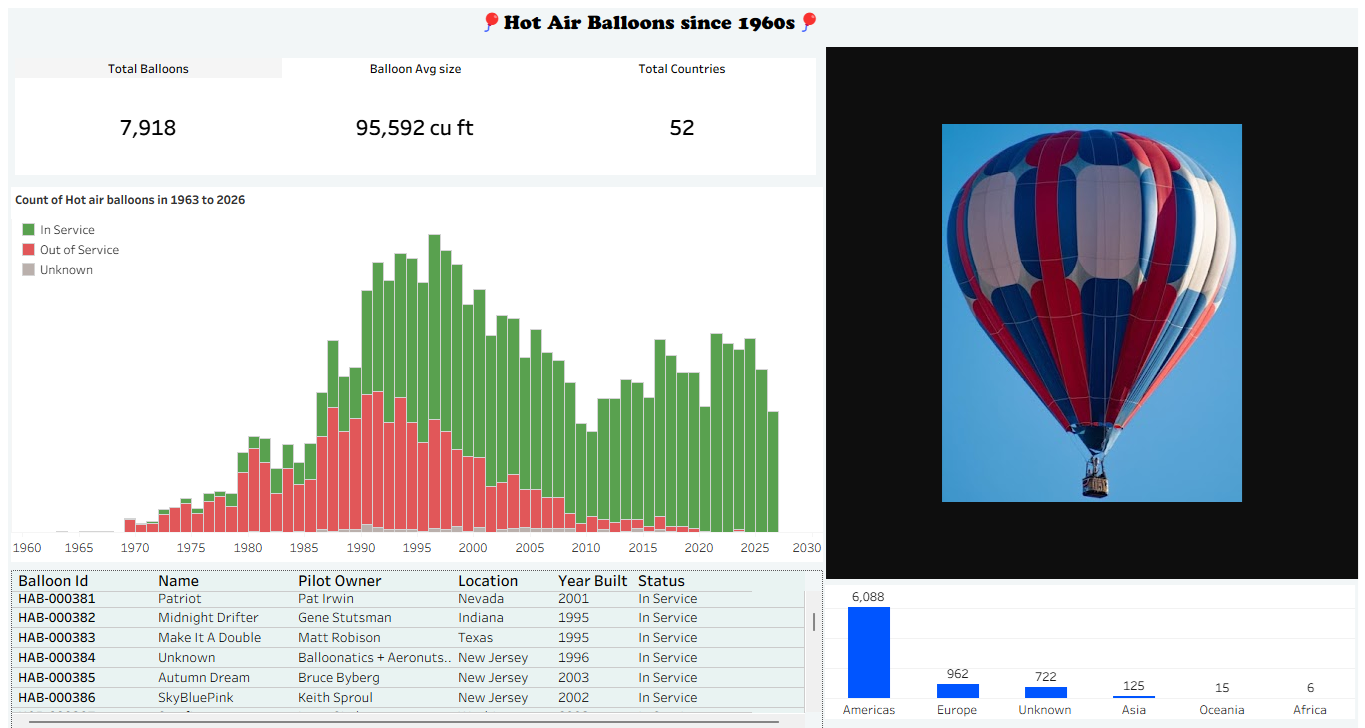 Hot Air Balloons since 1960s
Total Balloons Balloon Avg size Total Countries
7,918 95,592 cu ft 52
Count of Hot air balloons in 1963 to 2026
In Service
Out of Service
Unknown
1960 1965 1970 1975 1980 1985 1990 1995 2000 2005 2010 2015 2020 2025 2030
Balloon Id Name Pilot Owner Location Year Built Status
HAB-000381 Patriot Pat Irwin Nevada 2001 In Service
HAB-000382 Midnight Drifter Gene Stutsman Indiana 1995 In Service
HAB-000383 Make It A Double Matt Robison Texas 1995 In Service
HAB-000384 Unknown Balloonatics + Aeronuts.. New Jersey 1996 In Service
HAB-000385 Autumn Dream Bruce Byberg New Jersey 2003 In Service
HAB-000386 SkyBluePink Keith Sproul New Jersey 2002 In Service
6,088 962 722 125 15 6
Americas Europe Unknown Asia Oceania Africa